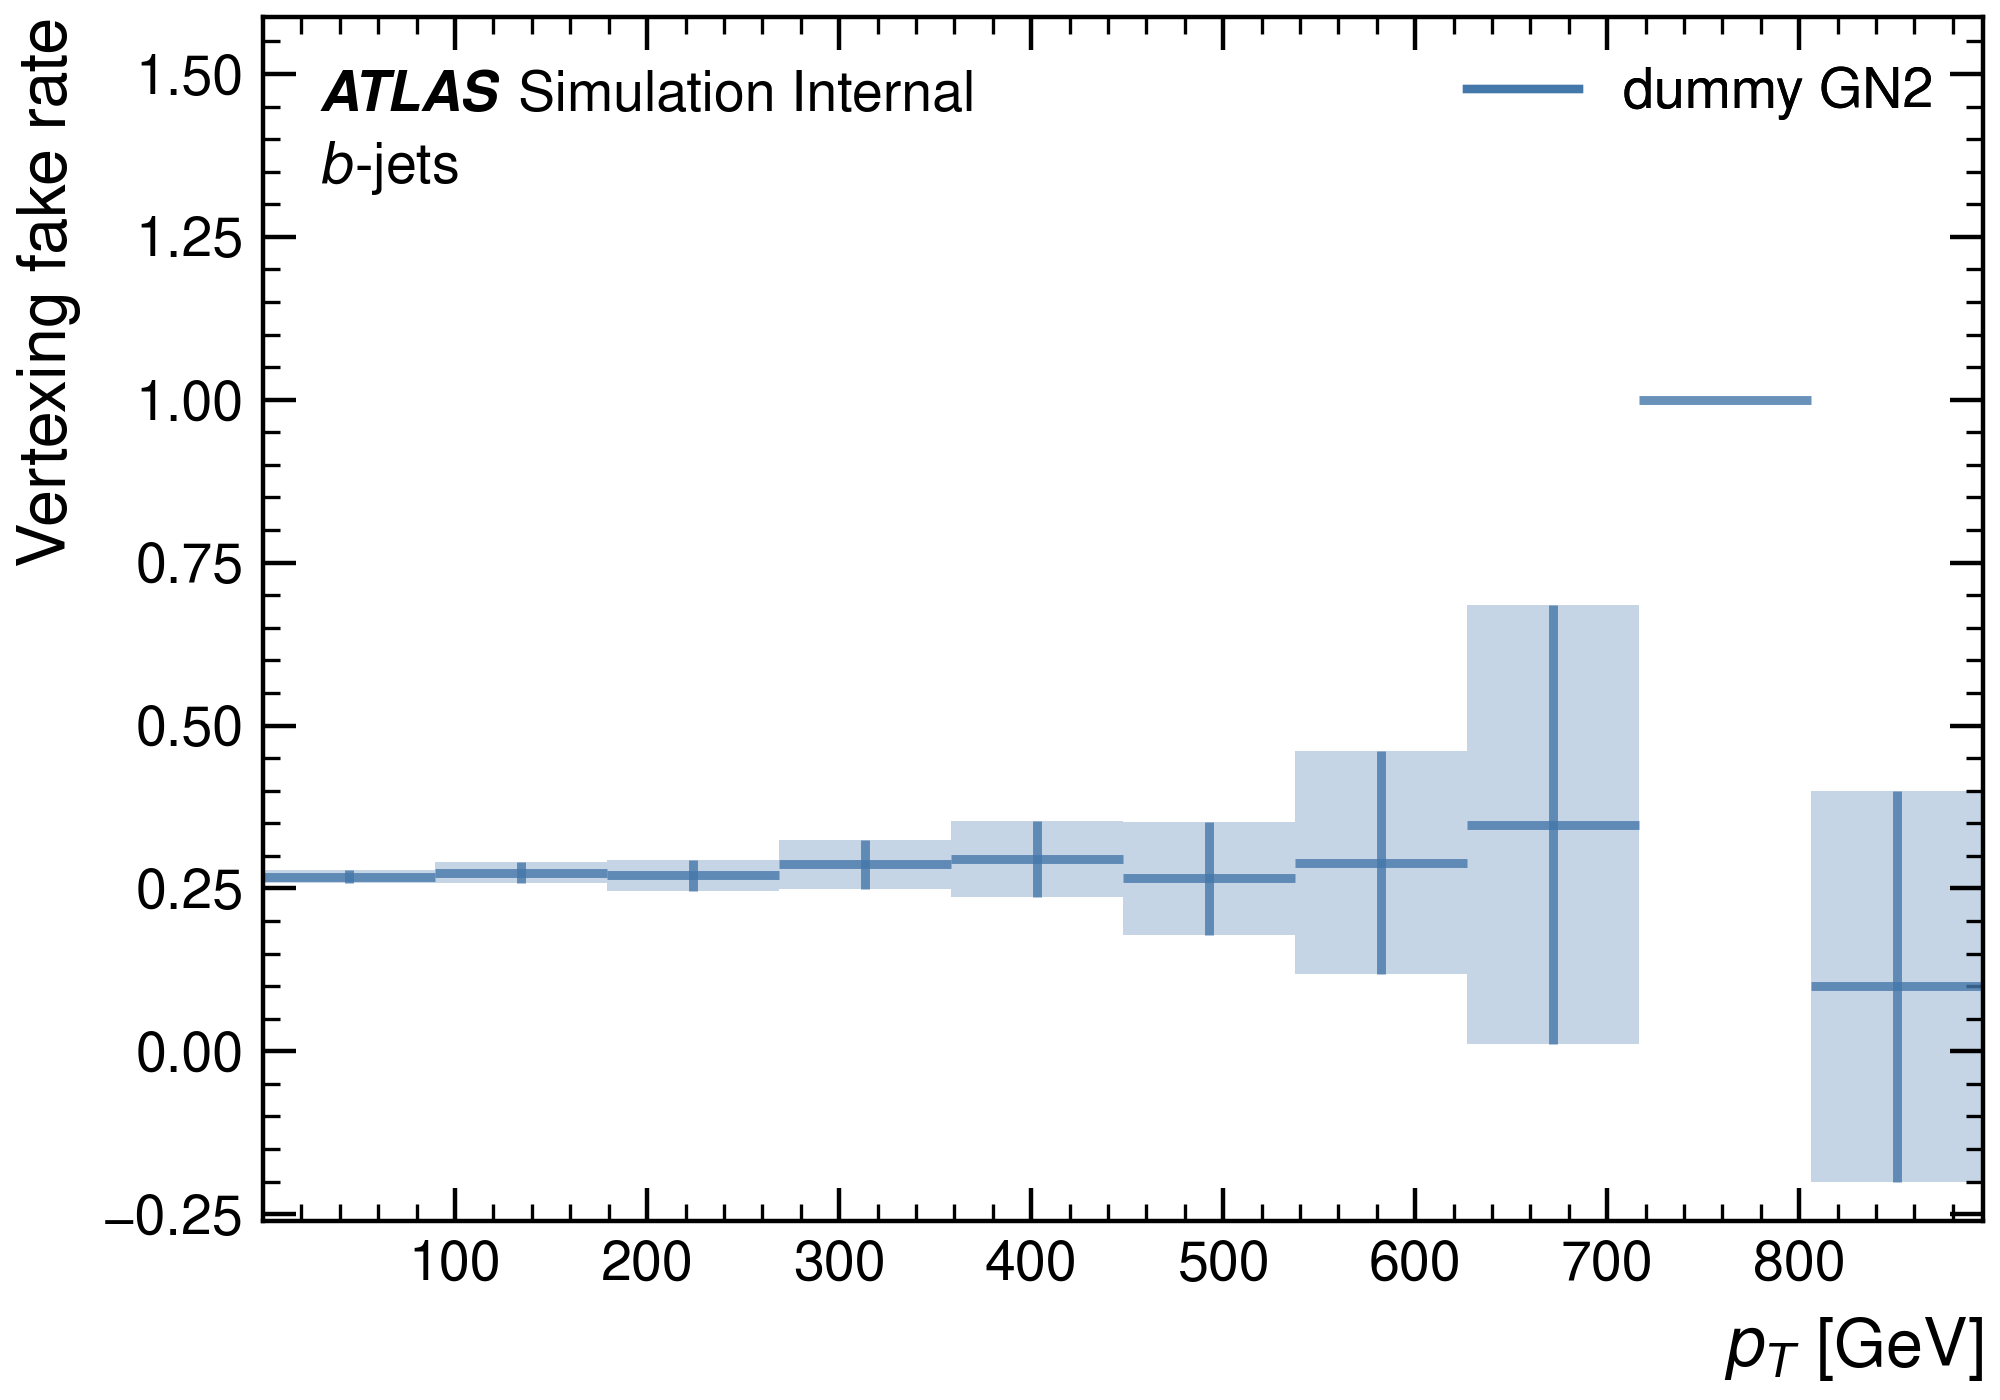 Vertexing fake rate
ATLAS Simulation Internal
b-jets
dummy GN2
1.50
1.25
1.00
0.75
0.50
0.25
0.00
−0.25
100 200 300 400 500 600 700 800
pT [GeV]